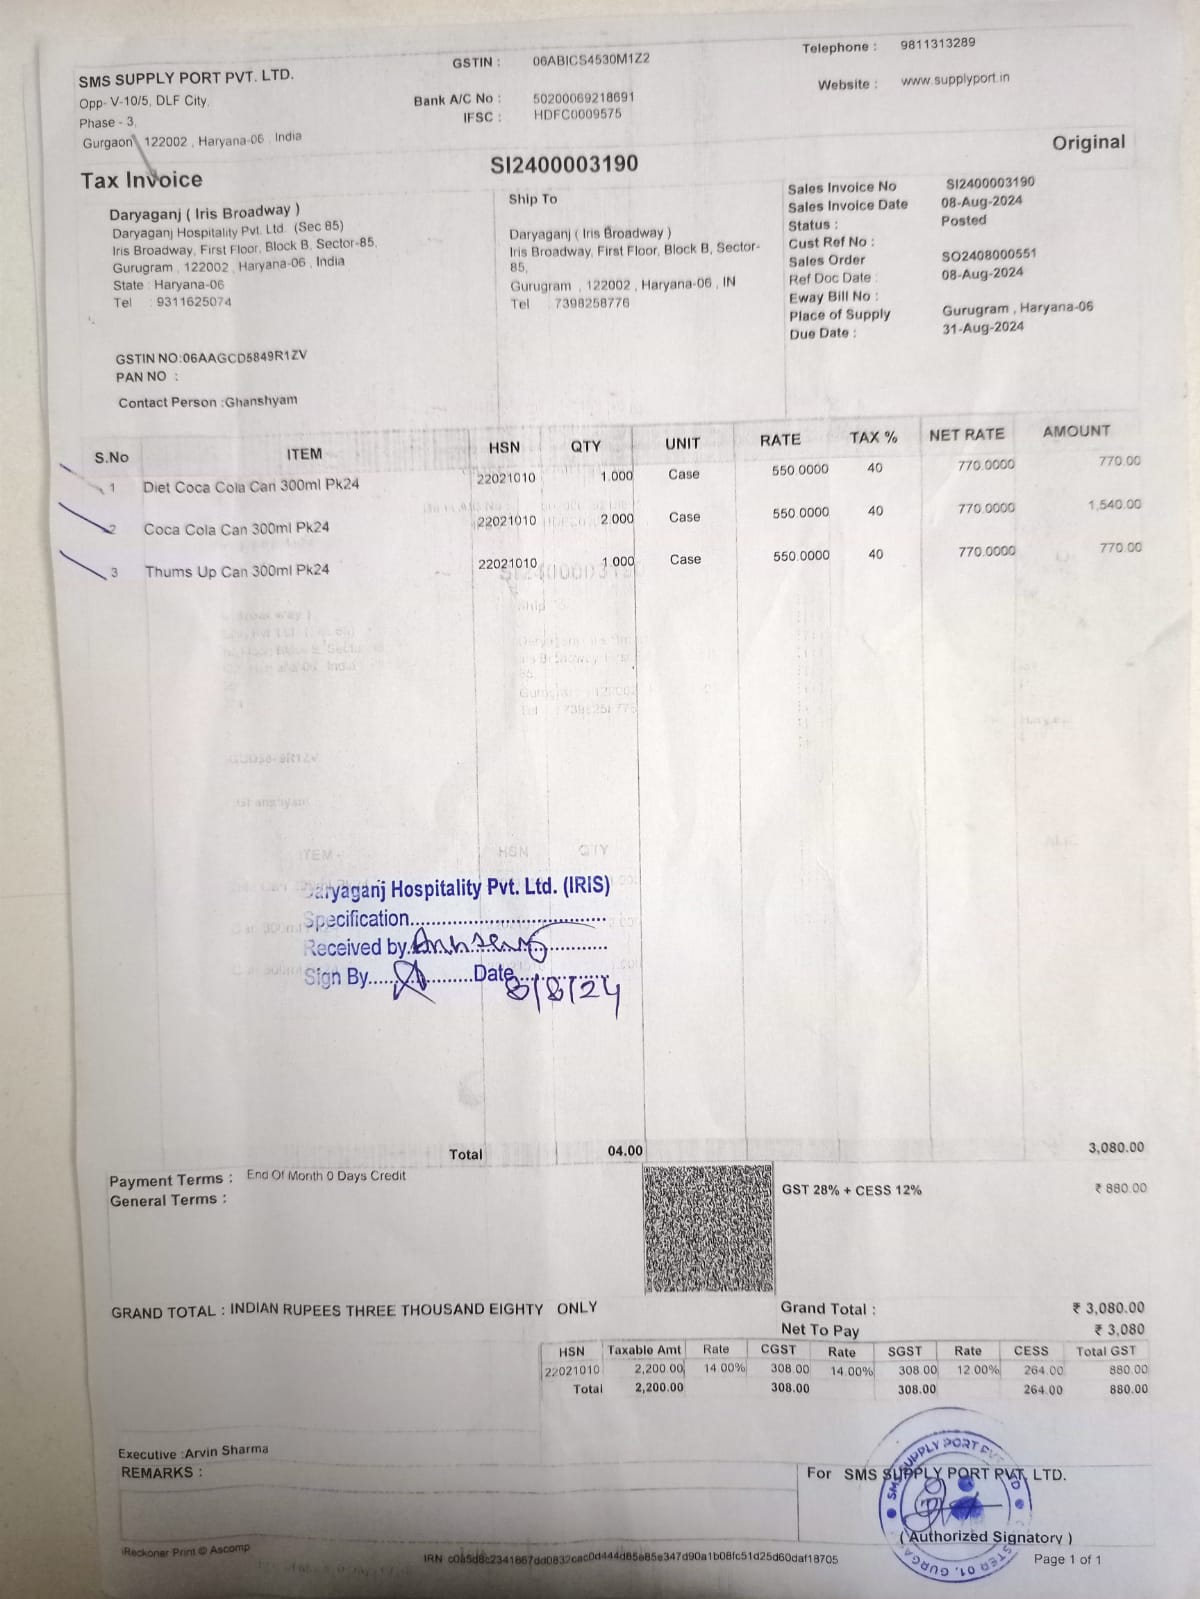 SMS SUPPLY PORT PVT. LTD.
Opp- V-10/5, DLF City,
Phase - 3,
Gurgaon 122002 , Haryana-06 , India
GSTIN : 06ABICS4530M1Z2
Bank A/C No : 50200069218691
IFSC : HDFC0009575
Telephone : 9811313289
Website : www.supplyport.in
Original
Tax Invoice
SI2400003190
Daryaganj ( Iris Broadway )
Daryaganj Hospitality Pvt. Ltd. (Sec 85)
Iris Broadway, First Floor, Block B, Sector-85,
Gurugram , 122002 , Haryana-06 , India
State : Haryana-06
Tel : 9311625074
GSTIN NO:06AAGCD5849R1ZV
PAN NO :
Contact Person :Ghanshyam
Ship To
Daryaganj ( Iris Broadway )
Iris Broadway, First Floor, Block B, Sector-
85,
Gurugram , 122002 , Haryana-06 , IN
Tel : 7398258776
Sales Invoice No SI2400003190
Sales Invoice Date 08-Aug-2024
Status : Posted
Cust Ref No :
Sales Order SO2408000551
Ref Doc Date : 08-Aug-2024
Eway Bill No :
Place of Supply Gurugram , Haryana-06
Due Date : 31-Aug-2024
S.No ITEM HSN QTY UNIT RATE TAX % NET RATE AMOUNT
1 Diet Coca Cola Can 300ml Pk24 22021010 1.000 Case 550.0000 40 770.0000 770.00
2 Coca Cola Can 300ml Pk24 22021010 2.000 Case 550.0000 40 770.0000 1,540.00
3 Thums Up Can 300ml Pk24 22021010 1.000 Case 550.0000 40 770.0000 770.00
Daryaganj Hospitality Pvt. Ltd. (IRIS)
Specification
Received by
Sign By Date 8/8/24
Total 04.00 3,080.00
Payment Terms : End Of Month 0 Days Credit
General Terms :
GST 28% + CESS 12% ₹ 880.00
GRAND TOTAL : INDIAN RUPEES THREE THOUSAND EIGHTY ONLY
Grand Total : ₹ 3,080.00
Net To Pay ₹ 3,080
HSN Taxable Amt Rate CGST Rate SGST Rate CESS Total GST
22021010 2,200.00 14.00% 308.00 14.00% 308.00 12.00% 264.00 880.00
Total 2,200.00 308.00 308.00 264.00 880.00
Executive :Arvin Sharma
REMARKS :
For SMS SUPPLY PORT PVT. LTD.
( Authorized Signatory )
iReckoner Print © Ascomp
Page 1 of 1